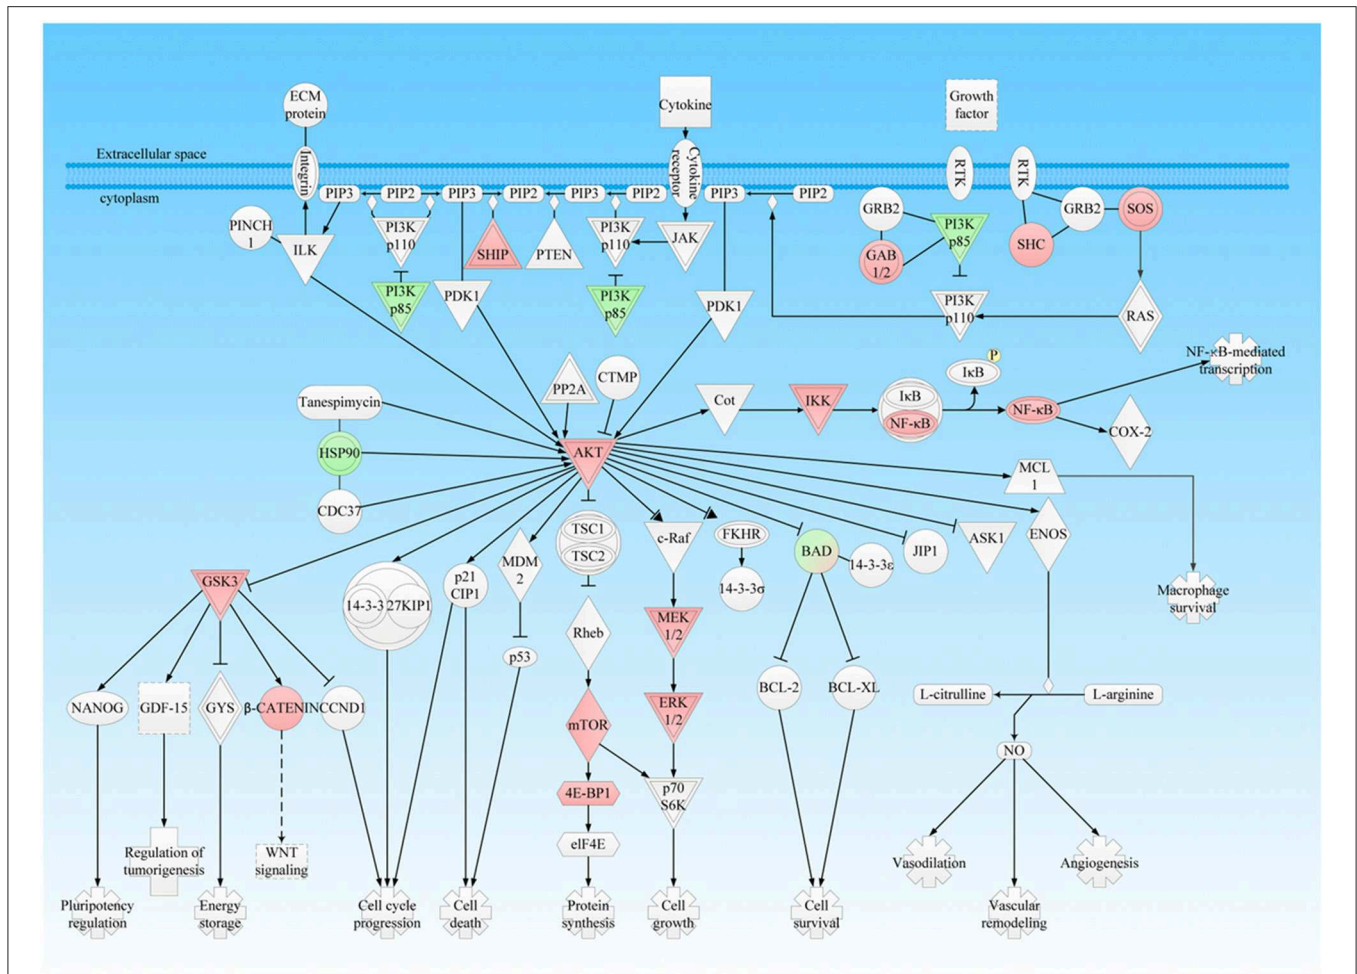 ECM
protein
Cytokine
Growth
factor
Extracellular space
Integrin
Cytokine
receptor
RTK
RTK
cytoplasm
PIP3
PIP2
PIP3
PIP2
PIP3
PIP2
PIP3
PIP2
PINCH
1
ILK
PI3K
p110
SHIP
PTEN
PI3K
p110
JAK
GRB2
PI3K
p85
GAB
1/2
SHC
GRB2
SOS
PI3K
p85
PDK1
PI3K
p85
PDK1
PI3K
p110
RAS
NF-κB-mediated
transcription
P
IκB
PP2A
CTMP
Tanespimycin
Cot
IKK
IκB
NF-κB
NF-κB
COX-2
HSP90
AKT
MCL
1
CDC37
TSC1
TSC2
c-Raf
FKHR
BAD
14-3-3ε
JIP1
ASK1
ENOS
MDM
2
p21
CIP1
GSK3
14-3-3
27KIP1
14-3-3σ
Macrophage
survival
Rheb
MEK
1/2
p53
NANOG
GDF-15
GYS
β-CATENIN
CCND1
mTOR
ERK
1/2
BCL-2
BCL-XL
L-citrulline
L-arginine
NO
4E-BP1
p70
S6K
elF4E
Regulation of
tumorigenesis
WNT
signaling
Vasodilation
Angiogenesis
Pluripotency
regulation
Energy
storage
Cell cycle
progression
Cell
death
Protein
synthesis
Cell
growth
Cell
survival
Vascular
remodeling